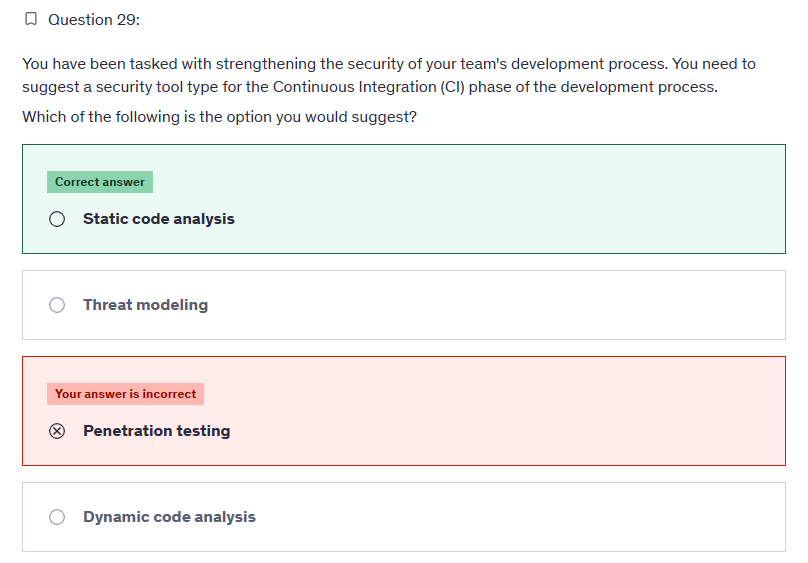 Question 29:
You have been tasked with strengthening the security of your team's development process. You need to
suggest a security tool type for the Continuous Integration (CI) phase of the development process.
Which of the following is the option you would suggest?
Correct answer
Static code analysis
Threat modeling
Your answer is incorrect
Penetration testing
Dynamic code analysis